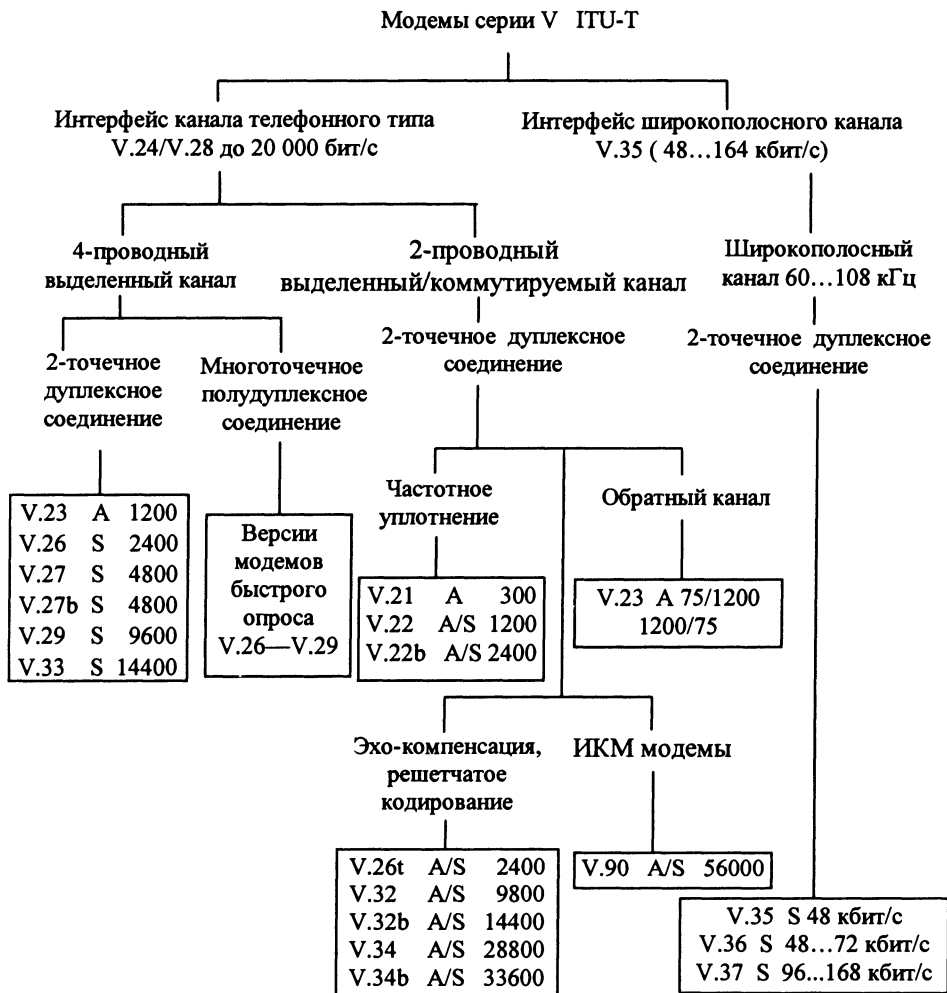 Модемы серии V ITU-T
Интерфейс канала телефонного типа
V.24/V.28 до 20 000 бит/с
Интерфейс широкополосного канала
V.35 ( 48...164 кбит/с)
4-проводный
выделенный канал
2-проводный
выделенный/коммутируемый канал
Широкополосный
канал 60...108 кГц
2-точечное
дуплексное
соединение
Многоточечное
полудуплексное
соединение
2-точечное дуплексное
соединение
2-точечное дуплексное
соединение
V.23 A 1200
V.26 S 2400
V.27 S 4800
V.27b S 4800
V.29 S 9600
V.33 S 14400
Версии
модемов
быстрого
опроса
V.26—V.29
Частотное
уплотнение
V.21 A 300
V.22 A/S 1200
V.22b A/S 2400
Обратный канал
V.23 A 75/1200
1200/75
Эхо-компенсация,
решетчатое
кодирование
V.26t A/S 2400
V.32 A/S 9800
V.32b A/S 14400
V.34 A/S 28800
V.34b A/S 33600
ИКМ модемы
V.90 A/S 56000
V.35 S 48 кбит/с
V.36 S 48...72 кбит/с
V.37 S 96...168 кбит/с